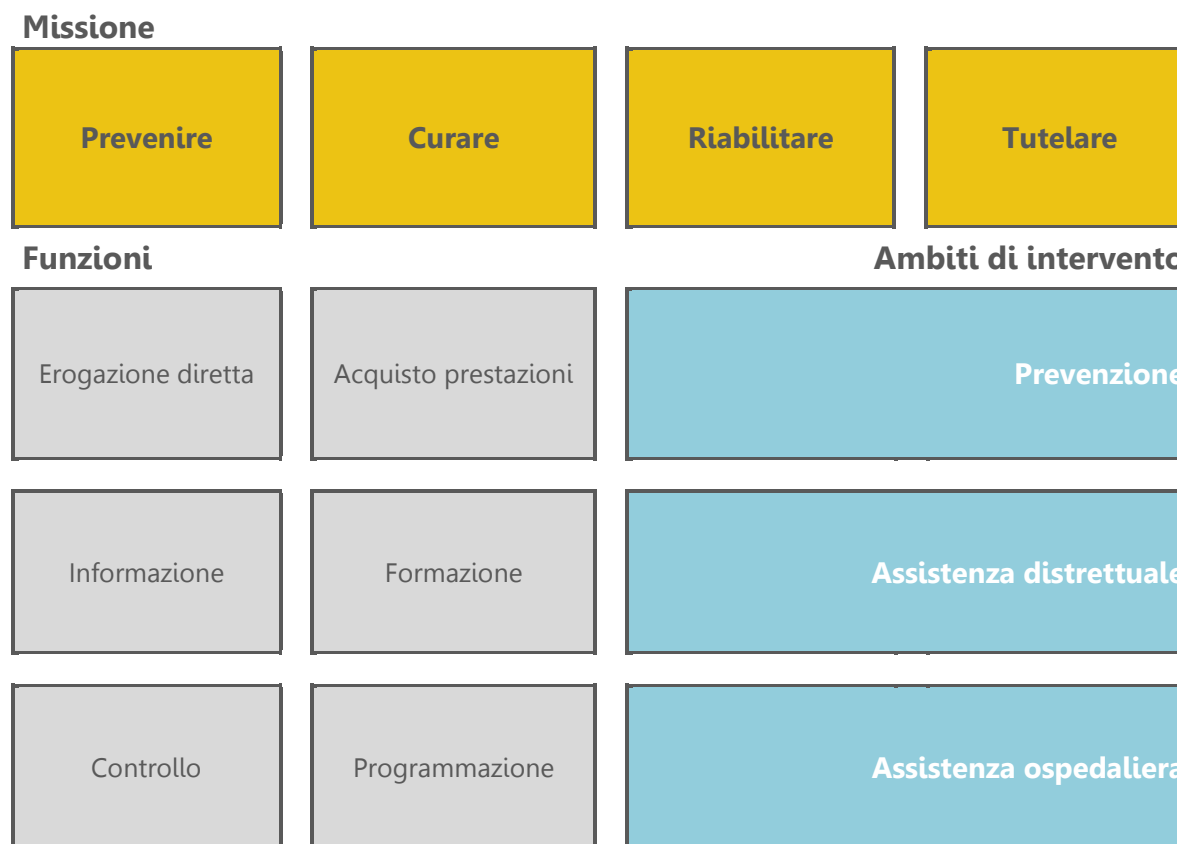 Missione
Prevenire
Curare
Riabilitare
Tutelare
Funzioni
Ambiti di intervento
Erogazione diretta
Acquisto prestazioni
Prevenzione
Informazione
Formazione
Assistenza distrettuale
Controllo
Programmazione
Assistenza ospedaliera